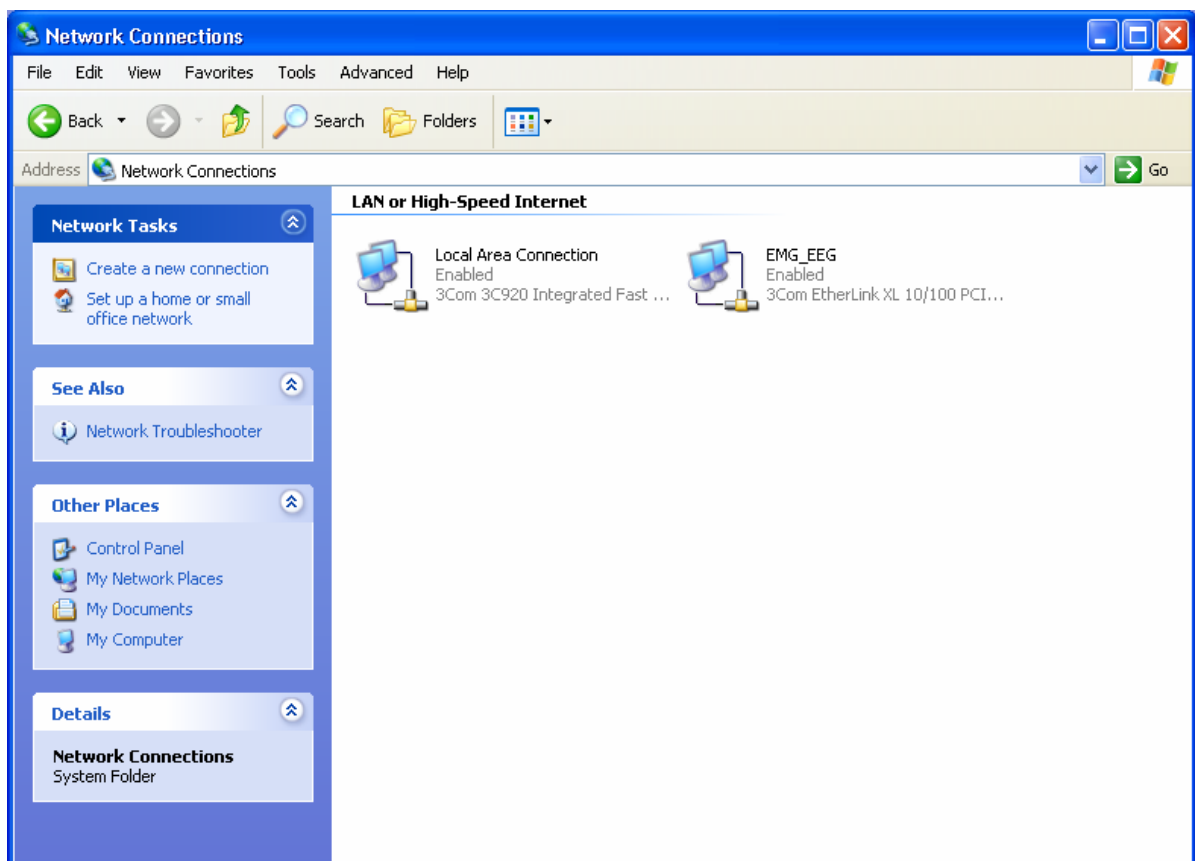 Network Connections
File Edit View Favorites Tools Advanced Help
Back Search Folders
Address Network Connections Go
Network Tasks
Create a new connection
Set up a home or small
office network
See Also
Network Troubleshooter
Other Places
Control Panel
My Network Places
My Documents
My Computer
Details
Network Connections
System Folder
LAN or High-Speed Internet
Local Area Connection
Enabled
3Com 3C920 Integrated Fast ...
EMG_EEG
Enabled
3Com EtherLink XL 10/100 PCI...